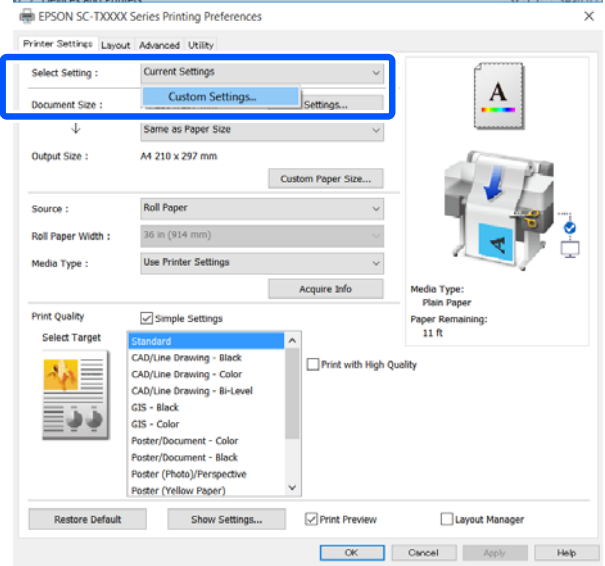 EPSON SC-TXXXX Series Printing Preferences
Printer Settings Layout Advanced Utility
Select Setting : Current Settings
Custom Settings...
Document Size : Settings...
Same as Paper Size
Output Size : A4 210 x 297 mm
Custom Paper Size...
Source : Roll Paper
Roll Paper Width : 36 in (914 mm)
Media Type : Use Printer Settings
Acquire Info
A
A
Media Type:
Plain Paper
Paper Remaining:
11 ft
Print Quality Simple Settings
Select Target
Standard
CAD/Line Drawing - Black
CAD/Line Drawing - Color
CAD/Line Drawing - Bi-Level
GIS - Black
GIS - Color
Poster/Document - Color
Poster/Document - Black
Poster (Photo)/Perspective
Poster (Yellow Paper)
Print with High Quality
Restore Default Show Settings... Print Preview Layout Manager
OK Cancel Apply Help